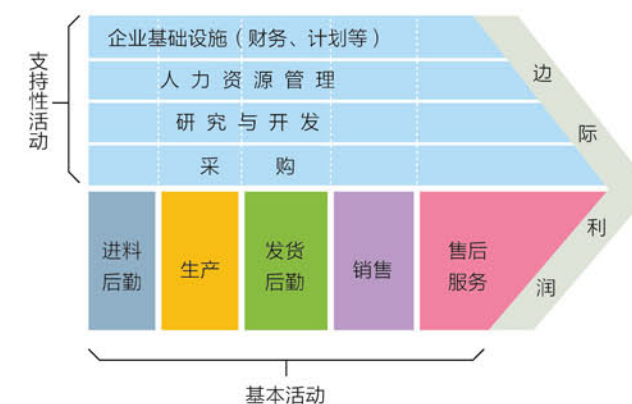 企业基础设施（财务、计划等）
人力资源管理
研究与开发
采购
支持性活动
进料
后勤
生产
发货
后勤
销售
售后
服务
边际利润
基本活动